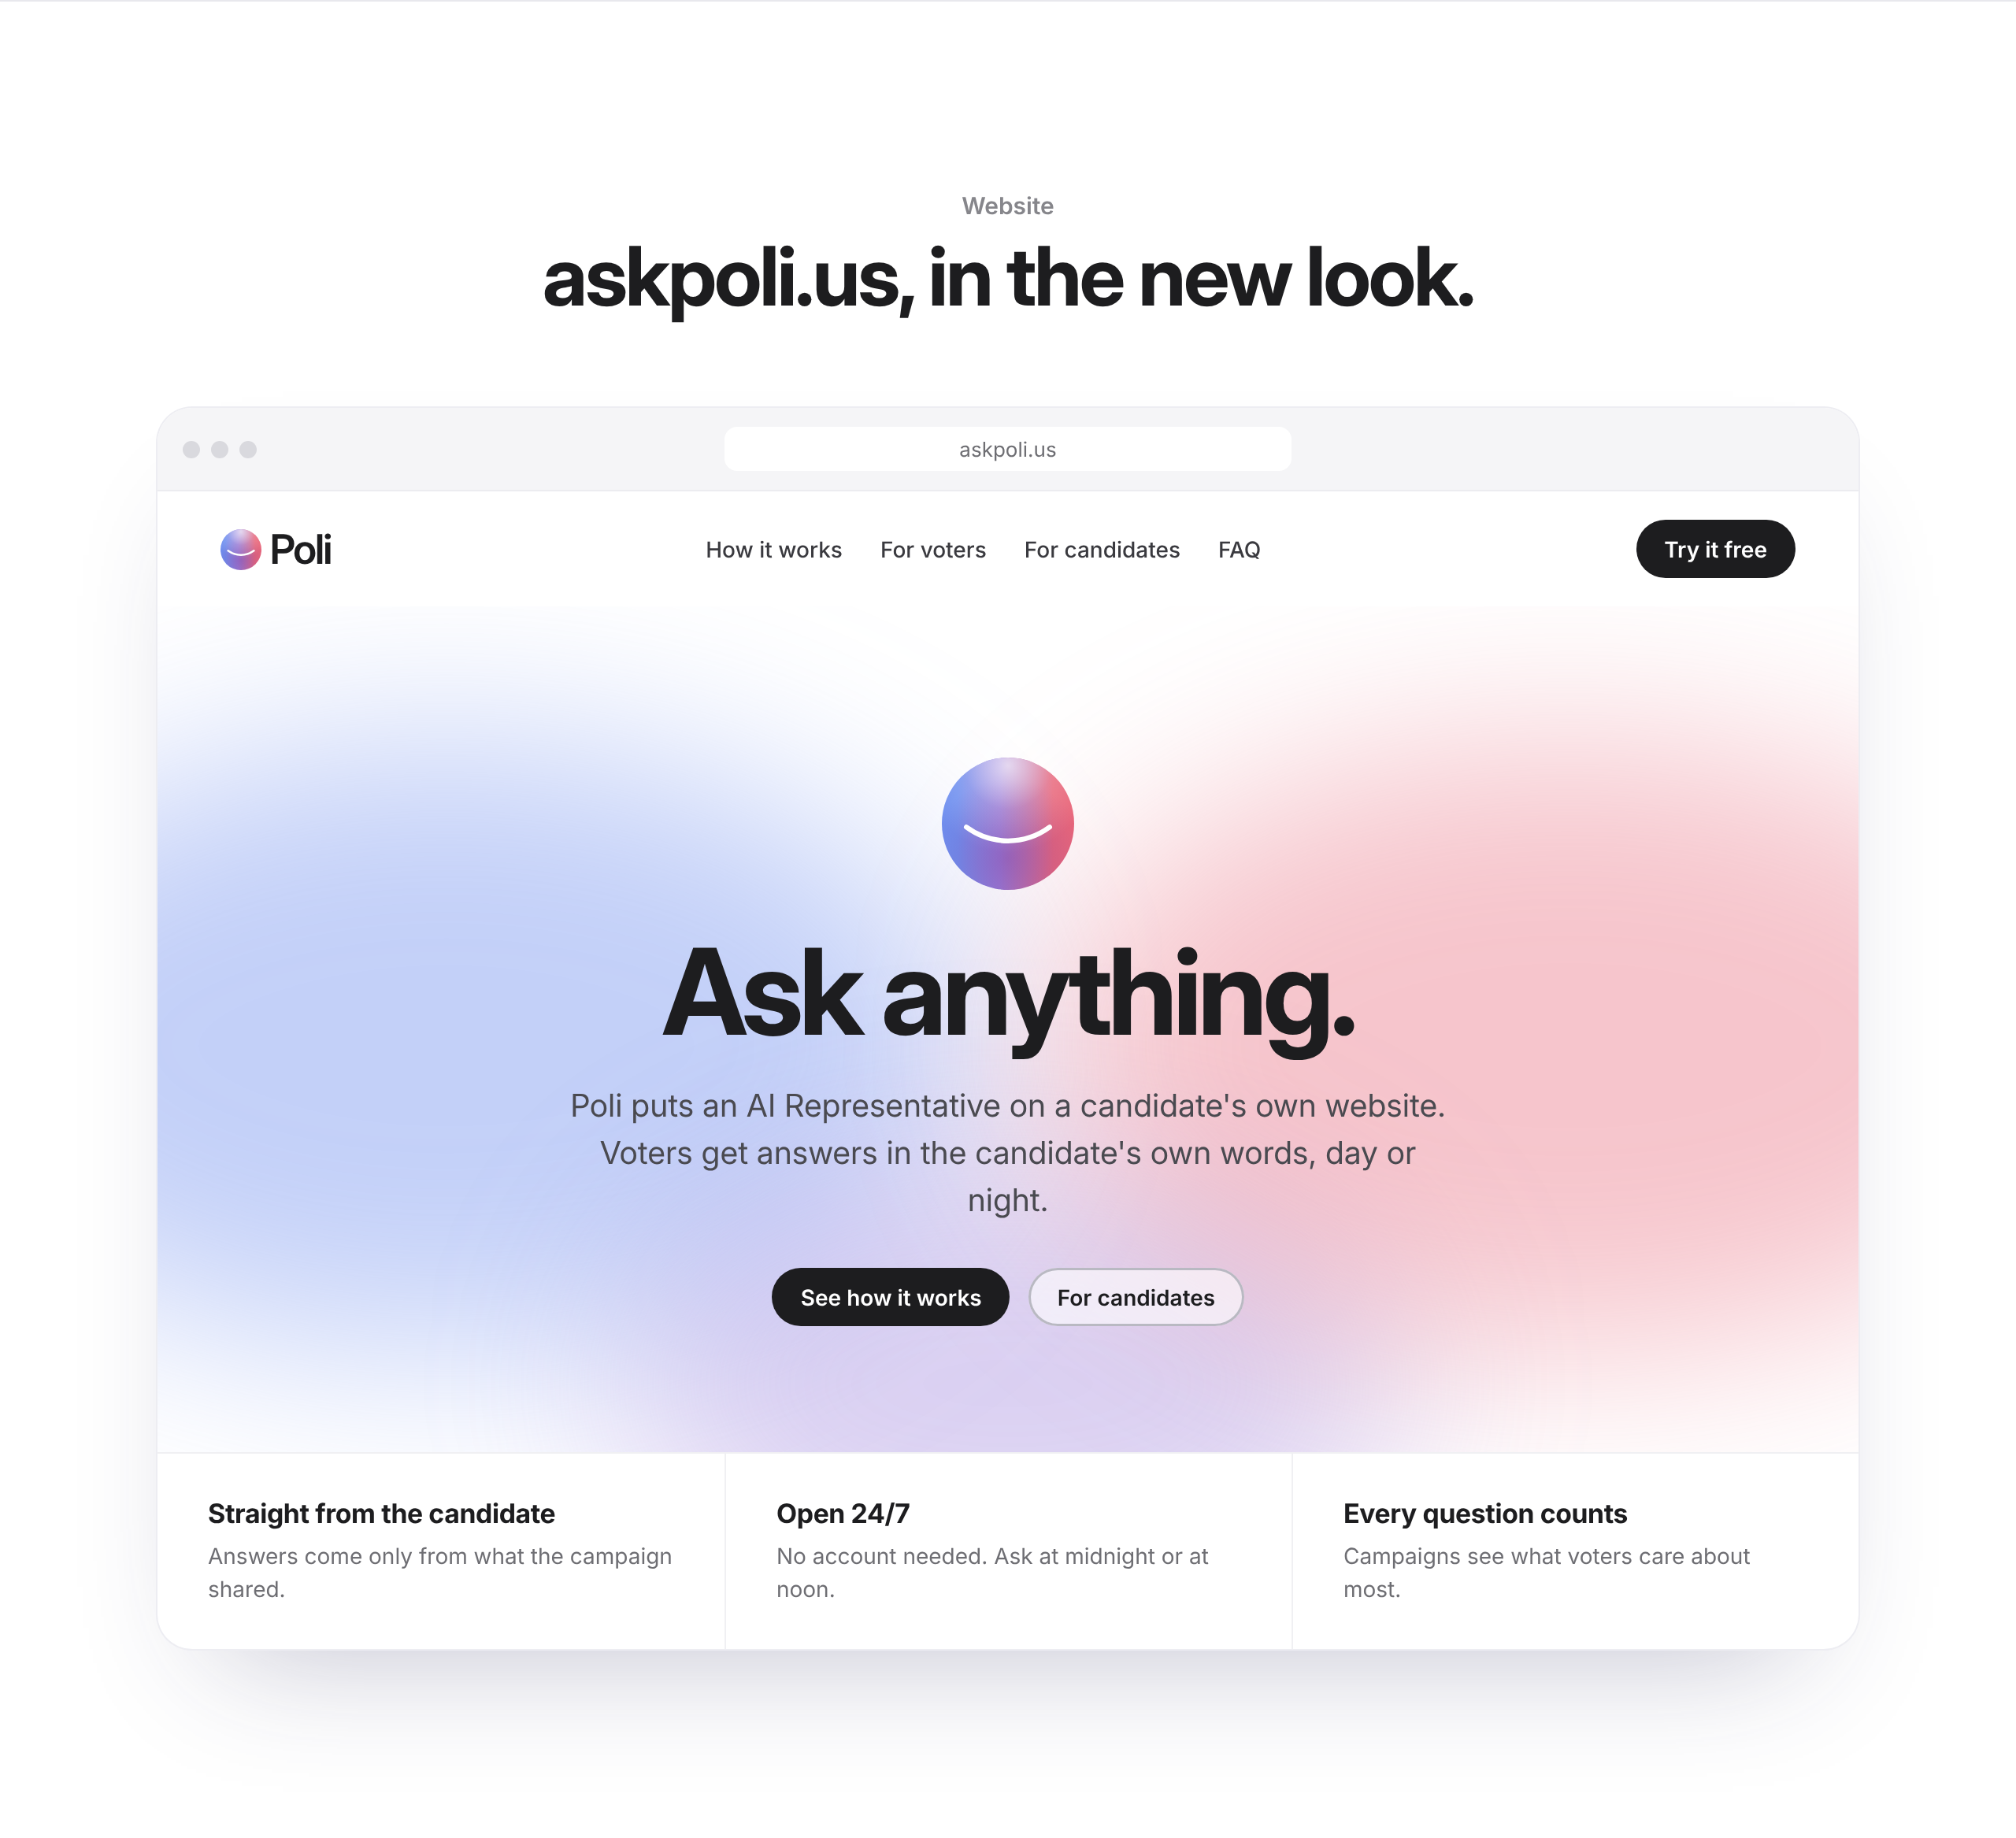 Website
askpoli.us, in the new look.
askpoli.us
Poli
How it works
For voters
For candidates
FAQ
Try it free
Ask anything.
Poli puts an AI Representative on a candidate's own website.
Voters get answers in the candidate's own words, day or
night.
See how it works
For candidates
Straight from the candidate
Answers come only from what the campaign
shared.
Open 24/7
No account needed. Ask at midnight or at
noon.
Every question counts
Campaigns see what voters care about
most.